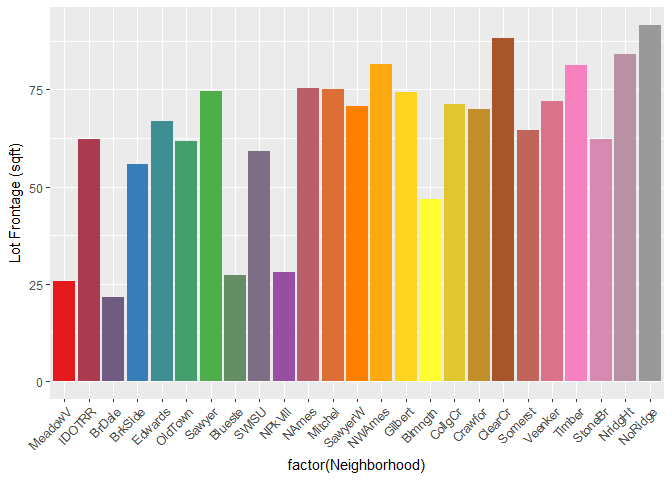 Lot Frontage (sqft)
75
50
25
0
MeadowV
IDOTRR
BrDale
BrkSide
Edwards
OldTown
Sawyer
Blueste
SWISU
NPkVill
NAmes
Mitchel
SawyerW
NWAmes
Gilbert
Blmngtn
CollgCr
Crawfor
ClearCr
Somerst
Veenker
Timber
StoneBr
NridgHt
NoRidge
factor(Neighborhood)